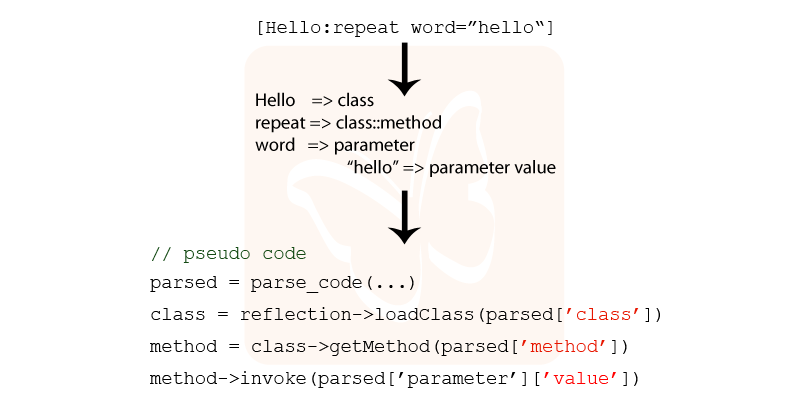 [Hello:repeat word=”hello“]
Hello => class
repeat => class::method
word => parameter
“hello” => parameter value
// pseudo code
parsed = parse_code(...)
class = reflection->loadClass(parsed[’class’])
method = class->getMethod(parsed[’method’])
method->invoke(parsed[’parameter’][’value’])